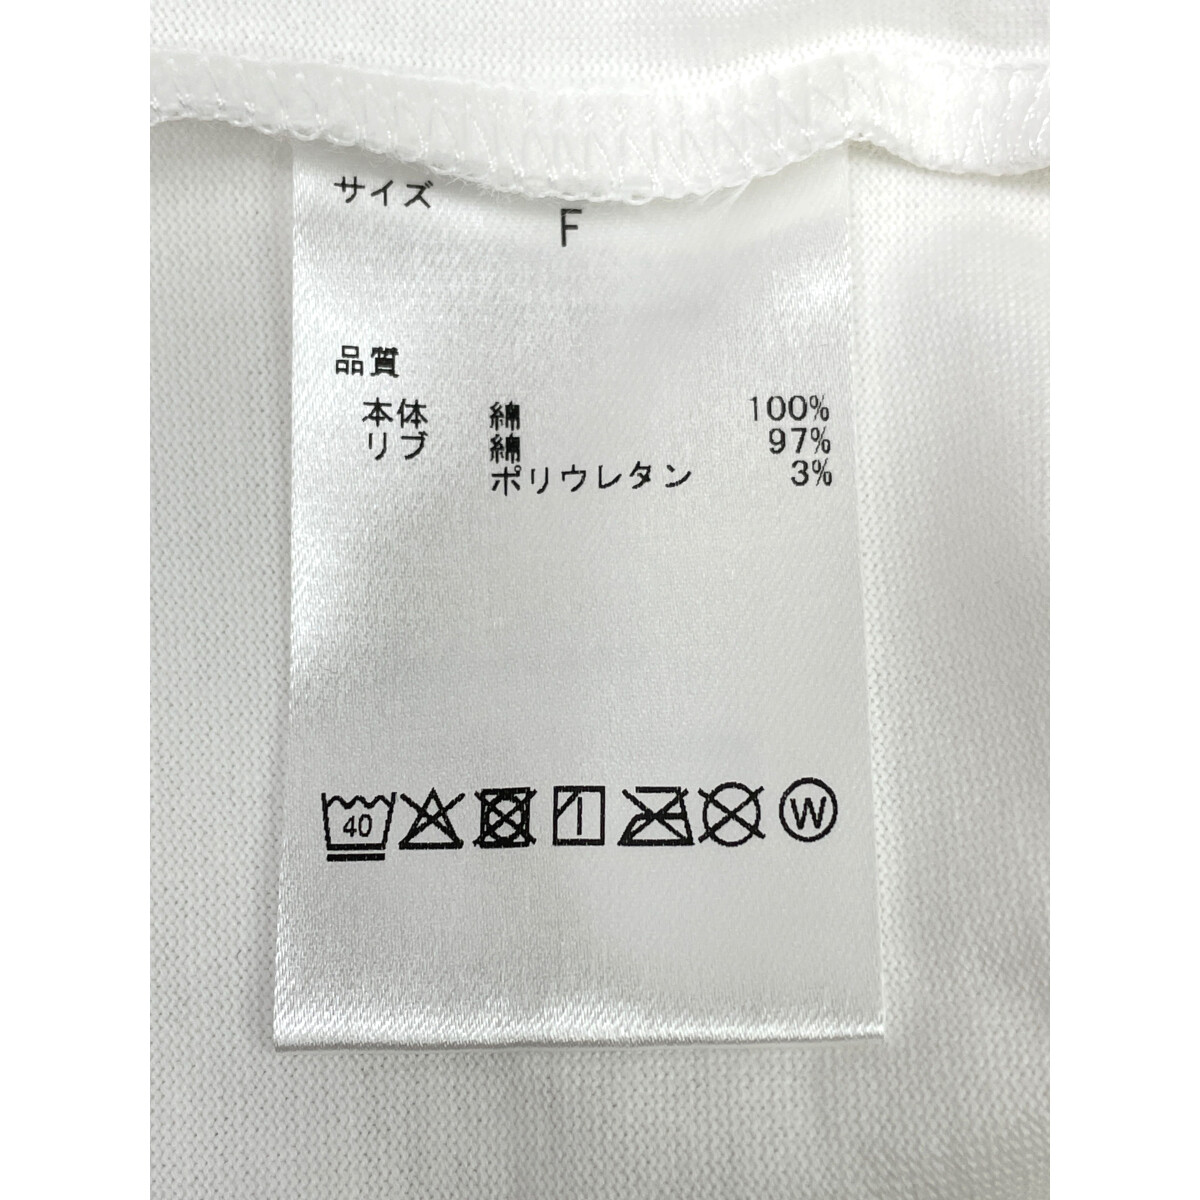 サイズ
F
品質
本体 綿 100%
リブ 綿 97%
ポリウレタン 3%
40
W